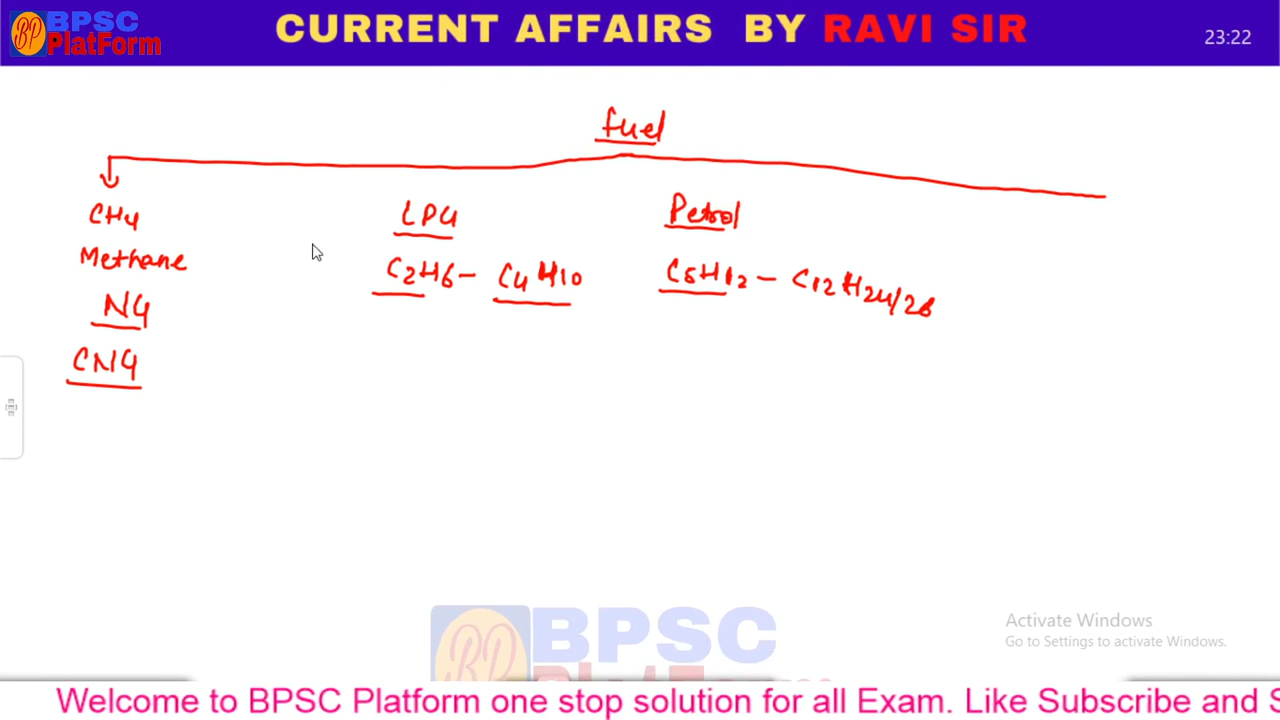 BPSC
PlatForm
CURRENT AFFAIRS BY RAVI SIR
23:22
fuel
CH4
Methane
NG
CNG
LPG
C2H6 - C4H10
Petrol
C5H12 - C12H24/26
BPSC
Activate Windows
Go to Settings to activate Windows.
Welcome to BPSC Platform one stop solution for all Exam. Like Subscribe and S